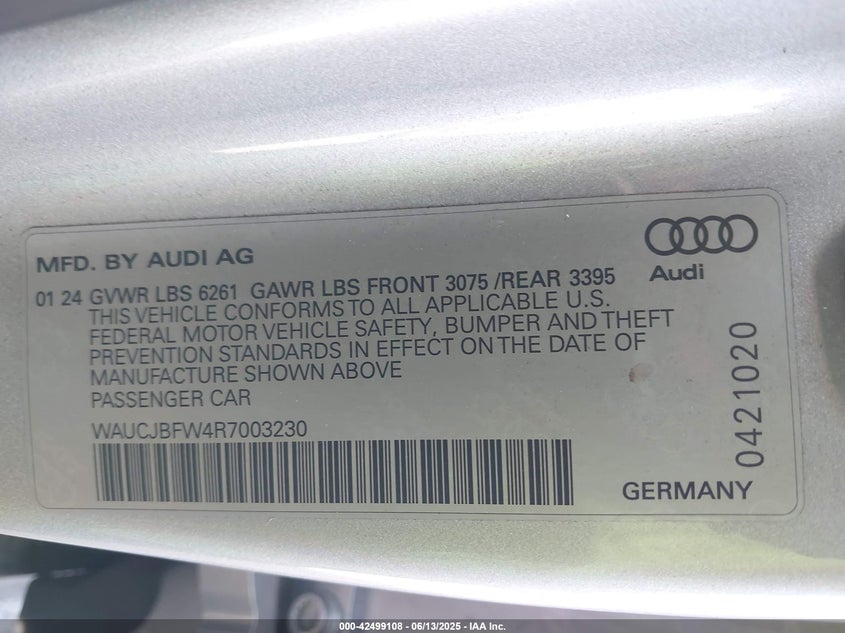 MFD. BY AUDI AG
Audi
01 24 GVWR LBS 6261 GAWR LBS FRONT 3075 /REAR 3395
THIS VEHICLE CONFORMS TO ALL APPLICABLE U.S.
FEDERAL MOTOR VEHICLE SAFETY, BUMPER AND THEFT
PREVENTION STANDARDS IN EFFECT ON THE DATE OF
MANUFACTURE SHOWN ABOVE
PASSENGER CAR
WAUCJBFW4R7003230
0421020
GERMANY
000-42499108 - 06/13/2025 - IAA Inc.